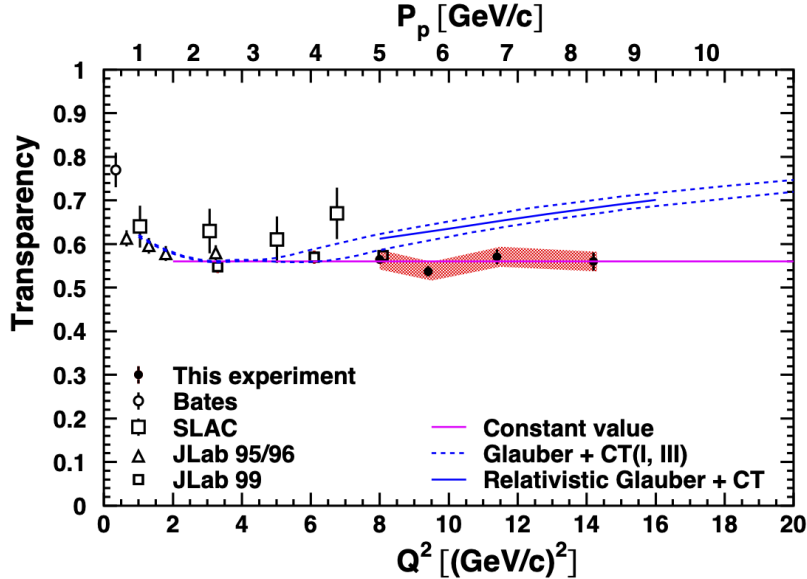 P_p [GeV/c]
1 2 3 4 5 6 7 8 9 10
1
0.9
0.8
0.7
0.6
0.5
0.4
0.3
0.2
0.1
0
Transparency
This experiment
Bates
SLAC
JLab 95/96
JLab 99
Constant value
Glauber + CT(I, III)
Relativistic Glauber + CT
0 2 4 6 8 10 12 14 16 18 20
Q² [(GeV/c)²]